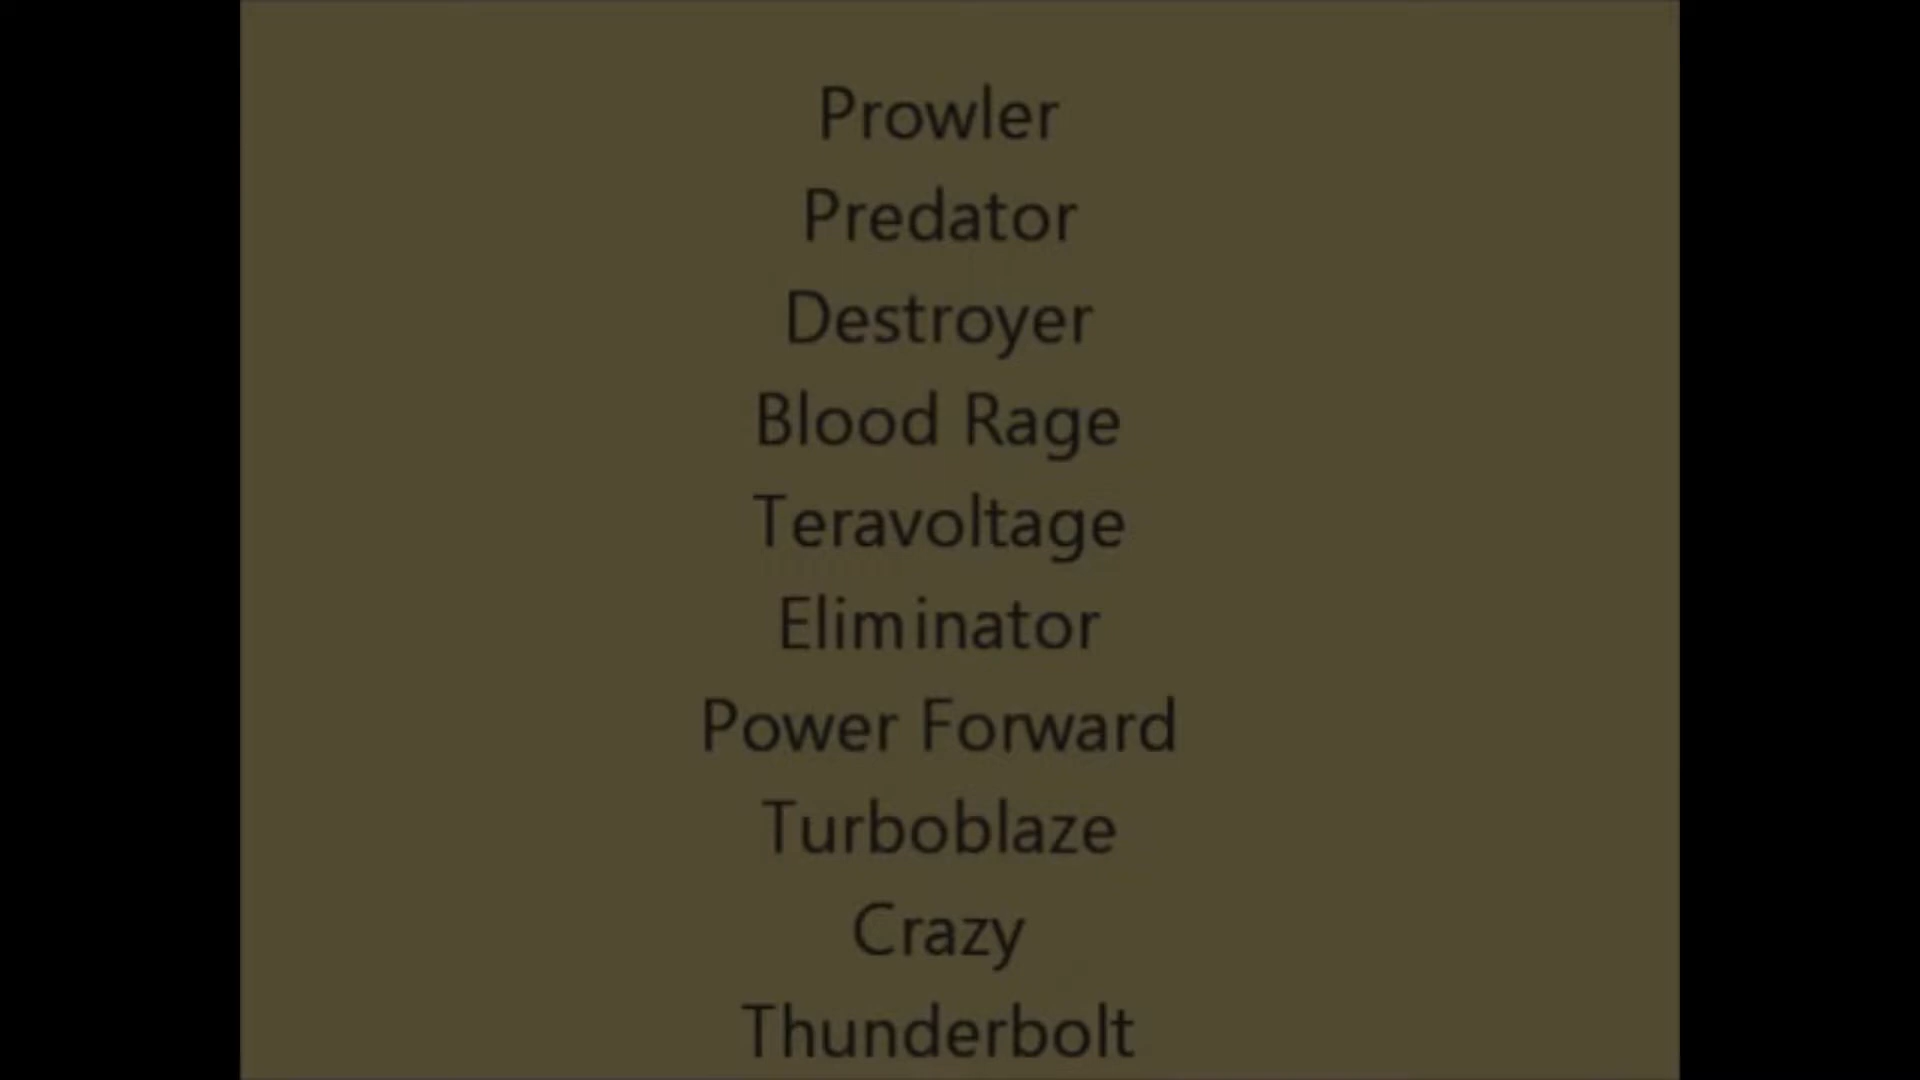 Prowler
Predator
Destroyer
Blood Rage
Teravoltage
Eliminator
Power Forward
Turboblaze
Crazy
Thunderbolt